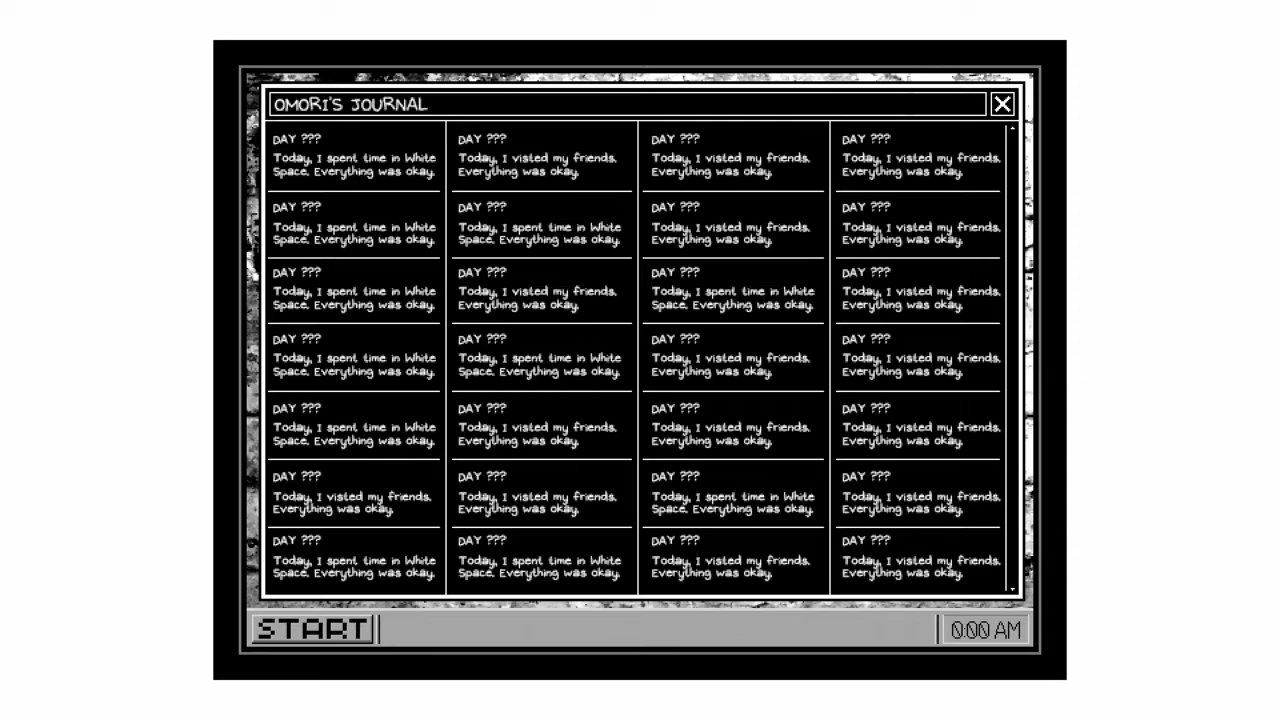 OMORI'S JOURNAL
DAY ???
Today, I spent time in White
Space. Everything was okay.
DAY ???
Today, I spent time in White
Space. Everything was okay.
DAY ???
Today, I spent time in White
Space. Everything was okay.
DAY ???
Today, I spent time in White
Space. Everything was okay.
DAY ???
Today, I spent time in White
Space. Everything was okay.
DAY ???
Today, I visted my friends.
Everything was okay.
DAY ???
Today, I spent time in White
Space. Everything was okay.
DAY ???
Today, I visted my friends.
Everything was okay.
DAY ???
Today, I spent time in White
Space. Everything was okay.
DAY ???
Today, I visted my friends.
Everything was okay.
DAY ???
Today, I spent time in White
Space. Everything was okay.
DAY ???
Today, I visted my friends.
Everything was okay.
DAY ???
Today, I visted my friends.
Everything was okay.
DAY ???
Today, I spent time in White
Space. Everything was okay.
DAY ???
Today, I visted my friends.
Everything was okay.
DAY ???
Today, I visted my friends.
Everything was okay.
DAY ???
Today, I spent time in White
Space. Everything was okay.
DAY ???
Today, I visted my friends.
Everything was okay.
DAY ???
Today, I visted my friends.
Everything was okay.
DAY ???
Today, I spent time in White
Space. Everything was okay.
DAY ???
Today, I visted my friends.
Everything was okay.
DAY ???
Today, I visted my friends.
Everything was okay.
DAY ???
Today, I visted my friends.
Everything was okay.
DAY ???
Today, I visted my friends.
Everything was okay.
DAY ???
Today, I visted my friends.
Everything was okay.
DAY ???
Today, I visted my friends.
Everything was okay.
DAY ???
Today, I visted my friends.
Everything was okay.
DAY ???
Today, I visted my friends.
Everything was okay.
START
0:00 AM